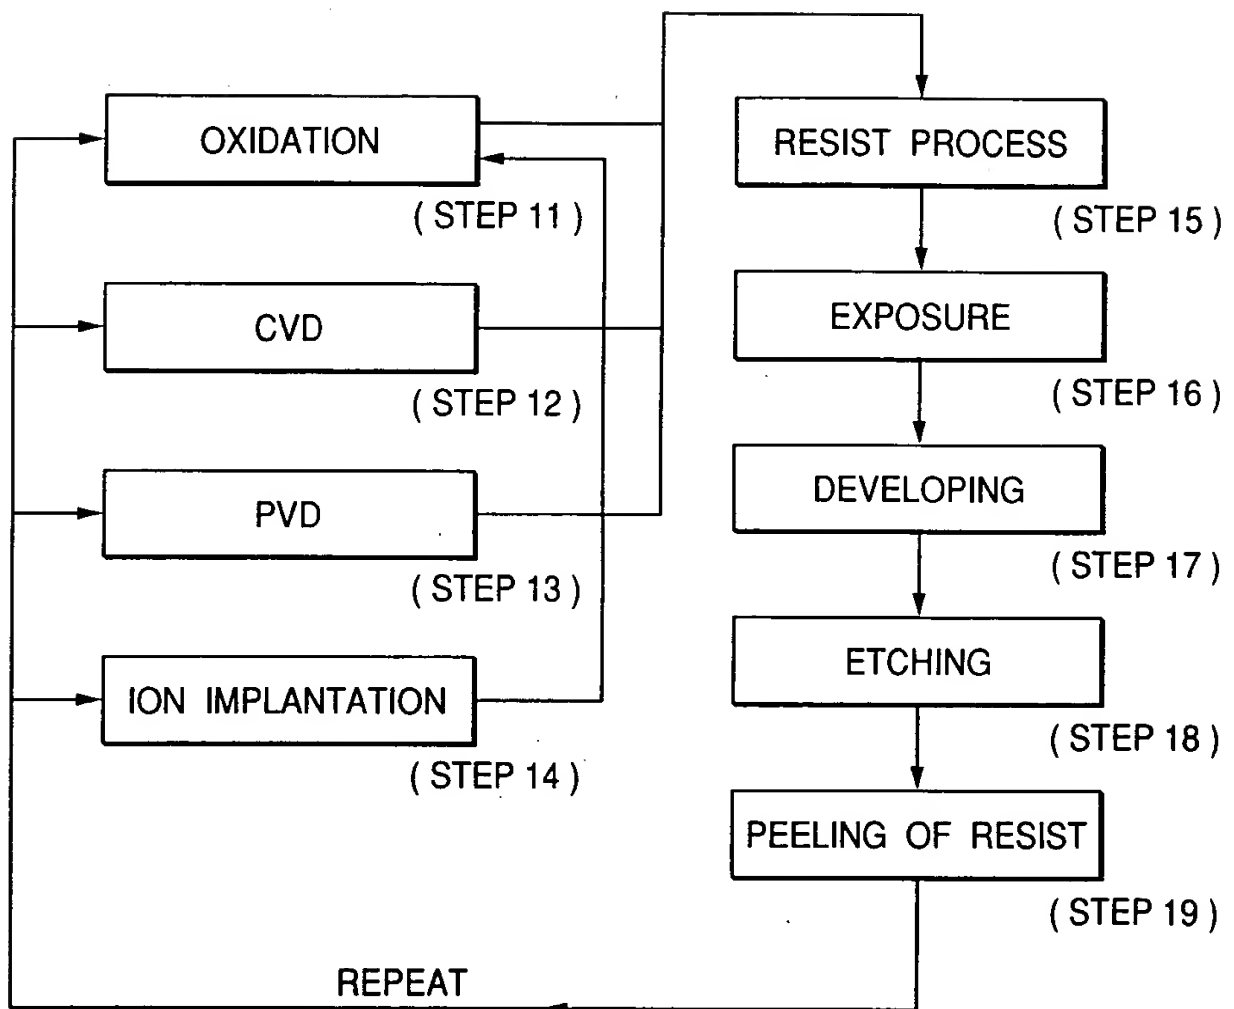 OXIDATION
( STEP 11 )
CVD
( STEP 12 )
PVD
( STEP 13 )
ION IMPLANTATION
( STEP 14 )
RESIST PROCESS
( STEP 15 )
EXPOSURE
( STEP 16 )
DEVELOPING
( STEP 17 )
ETCHING
( STEP 18 )
PEELING OF RESIST
( STEP 19 )
REPEAT